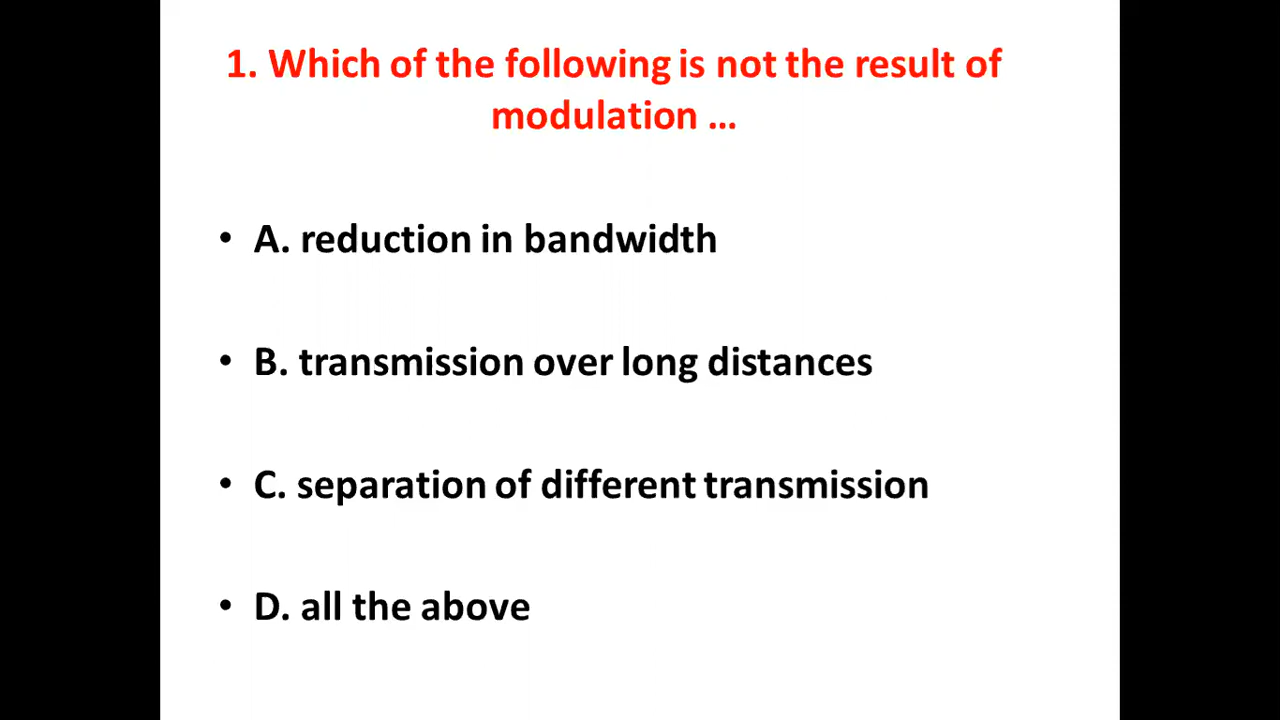 1. Which of the following is not the result of
modulation ...
• A. reduction in bandwidth
• B. transmission over long distances
• C. separation of different transmission
• D. all the above